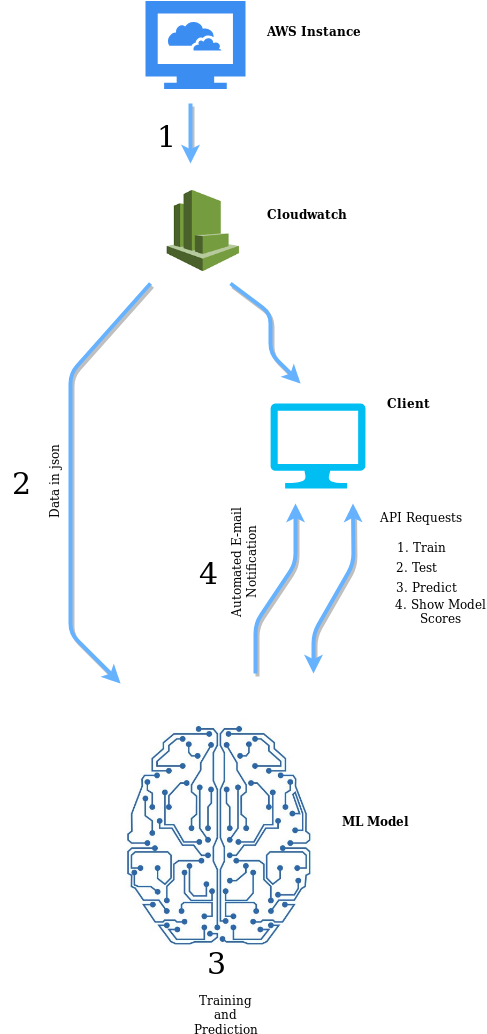 AWS Instance
1
Cloudwatch
Client
2
Data in json
4
Automated E-mail
Notification
API Requests
1. Train
2. Test
3. Predict
4. Show Model
Scores
ML Model
3
Training
and
Prediction